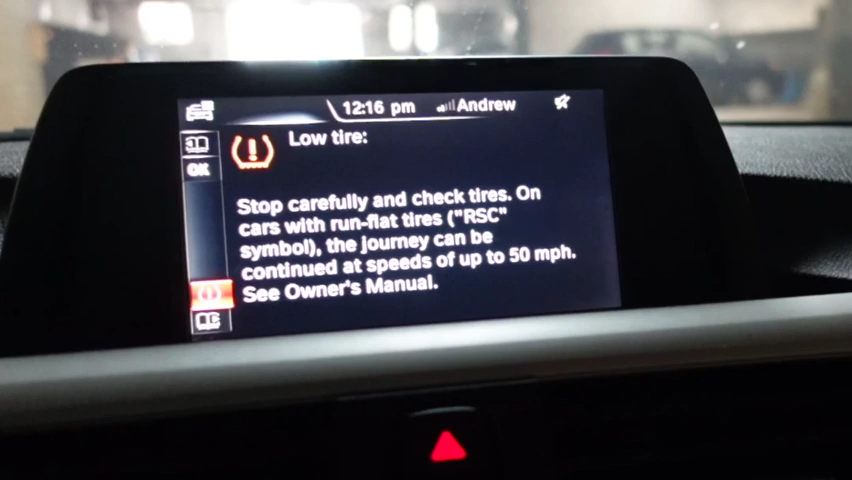 12:16 pm Andrew
Low tire:
OK
Stop carefully and check tires. On
cars with run-flat tires ("RSC"
symbol), the journey can be
continued at speeds of up to 50 mph.
See Owner's Manual.